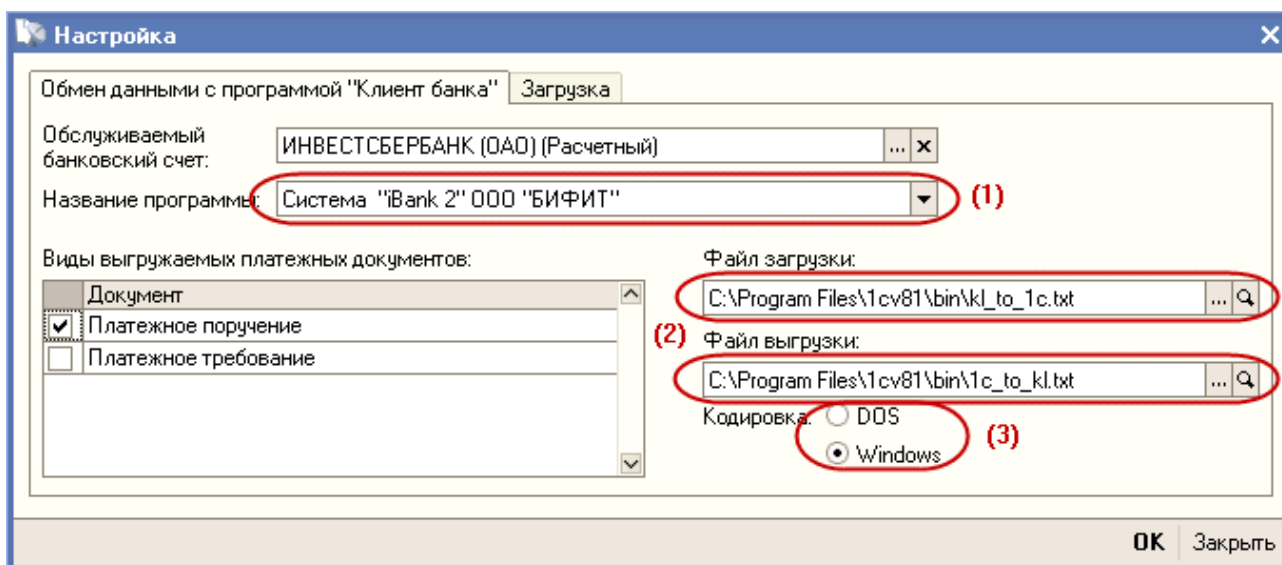 Настройка
Обмен данными с программой "Клиент банка"
Загрузка
Обслуживаемый
банковский счет:
ИНВЕСТСБЕРБАНК (ОАО) (Расчетный)
Название программы:
Система "iBank 2" ООО "БИФИТ"
(1)
Виды выгружаемых платежных документов:
Документ
Платежное поручение
Платежное требование
(2)
Файл загрузки:
C:\Program Files\1cv81\bin\kl_to_1c.txt
Файл выгрузки:
C:\Program Files\1cv81\bin\1c_to_kl.txt
Кодировка:
DOS
Windows
(3)
OK
Закрыть